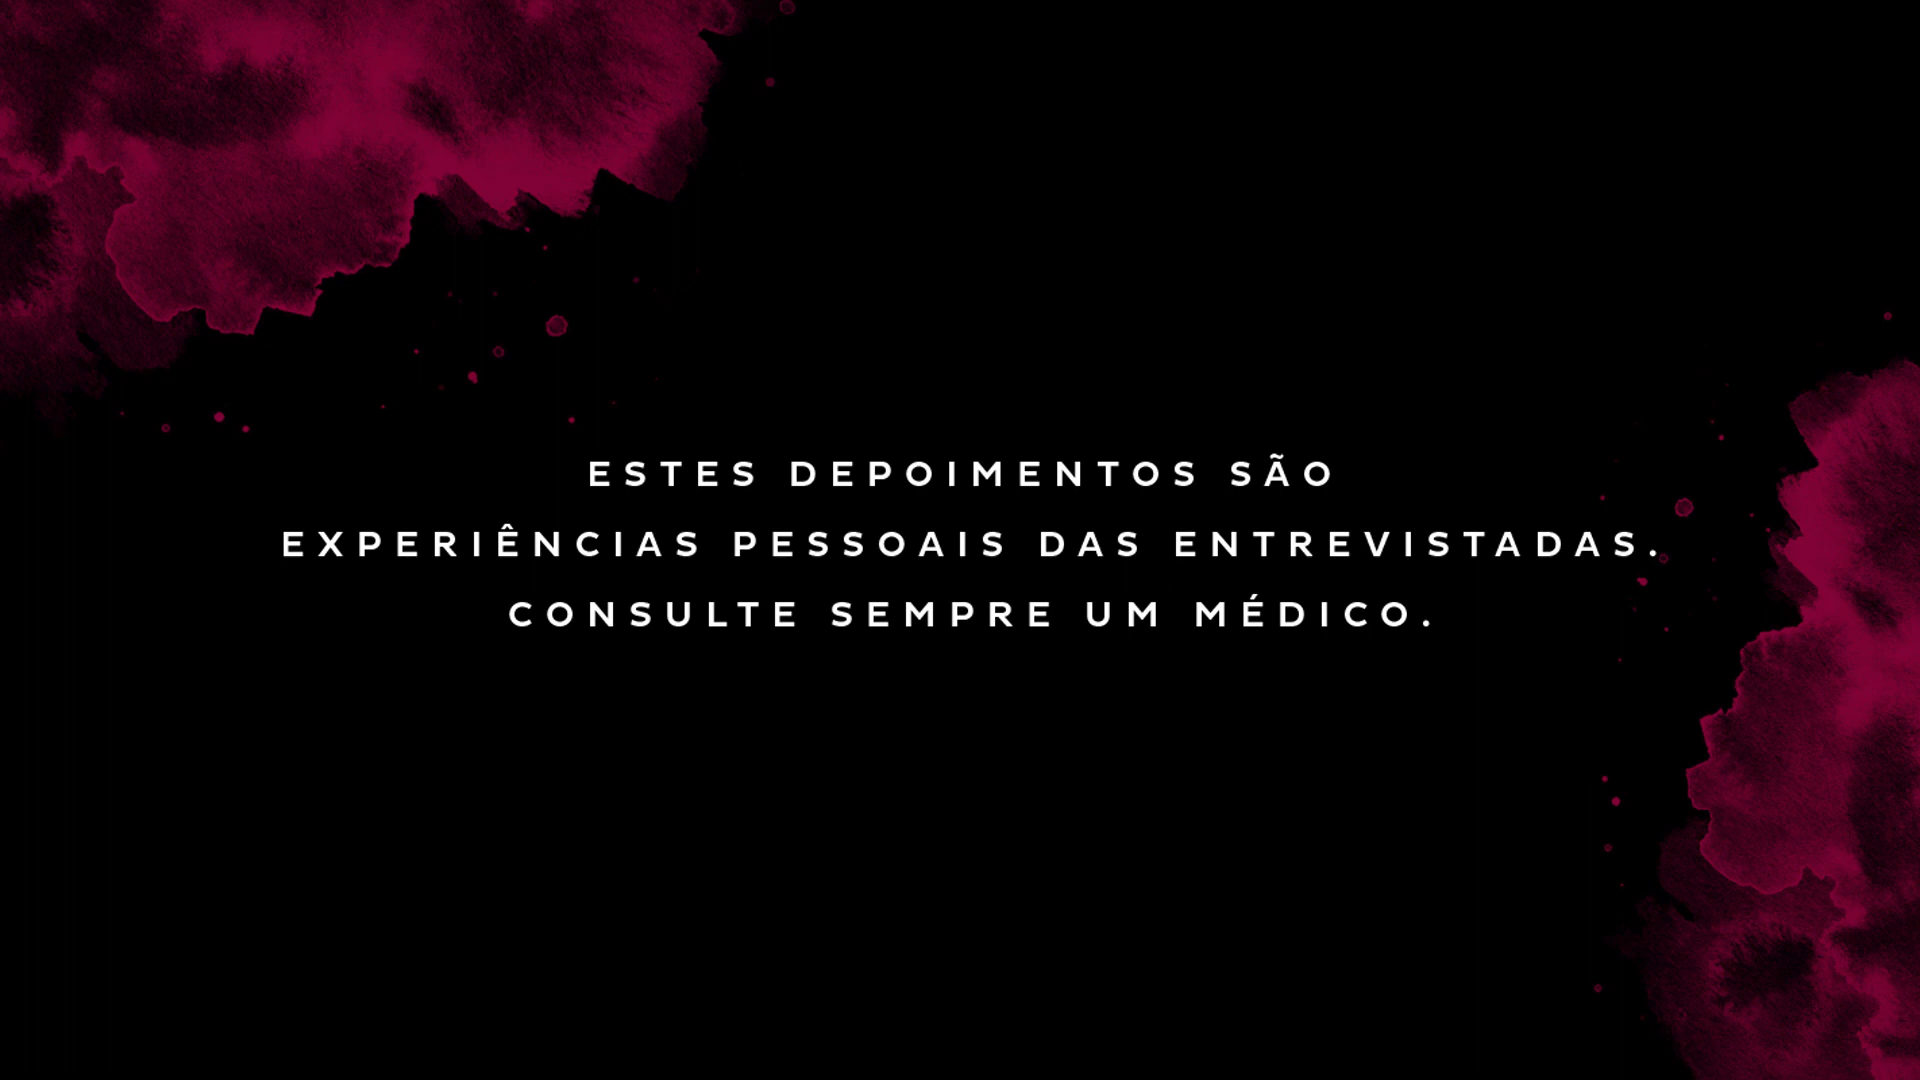 ESTES DEPOIMENTOS SÃO
EXPERIÊNCIAS PESSOAIS DAS ENTREVISTADAS.
CONSULTE SEMPRE UM MÉDICO.